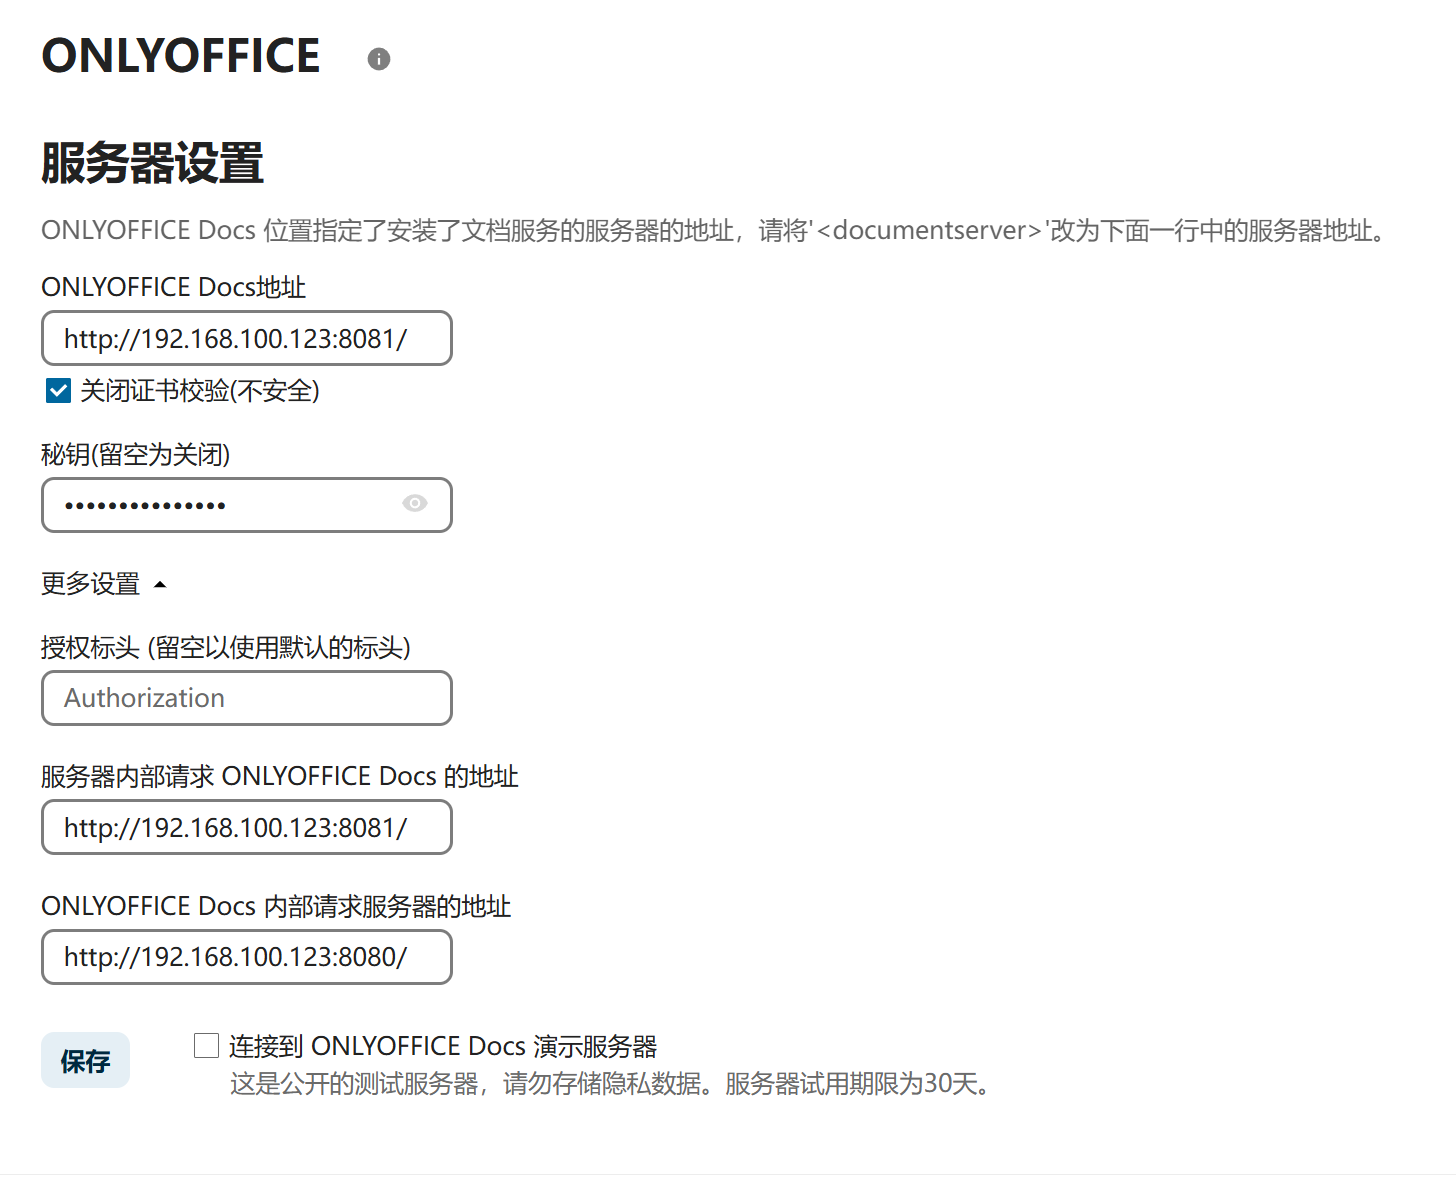 ONLYOFFICE
服务器设置
ONLYOFFICE Docs 位置指定了安装了文档服务的服务器的地址，请将'<documentserver>'改为下面一行中的服务器地址。
ONLYOFFICE Docs地址
http://192.168.100.123:8081/
关闭证书校验(不安全)
秘钥(留空为关闭)
•••••••••••••••
更多设置
授权标头 (留空以使用默认的标头)
Authorization
服务器内部请求 ONLYOFFICE Docs 的地址
http://192.168.100.123:8081/
ONLYOFFICE Docs 内部请求服务器的地址
http://192.168.100.123:8080/
保存
连接到 ONLYOFFICE Docs 演示服务器
这是公开的测试服务器，请勿存储隐私数据。服务器试用期限为30天。